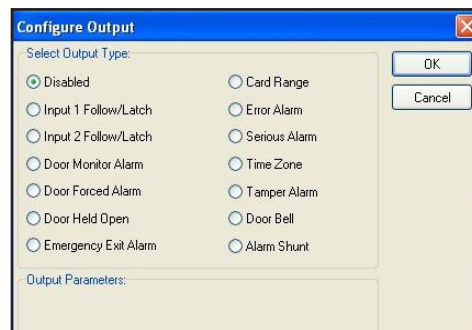 Configure Output
Select Output Type:
OK
Cancel
Disabled
Input 1 Follow/Latch
Input 2 Follow/Latch
Door Monitor Alarm
Door Forced Alarm
Door Held Open
Emergency Exit Alarm
Card Range
Error Alarm
Serious Alarm
Time Zone
Tamper Alarm
Door Bell
Alarm Shunt
Output Parameters: